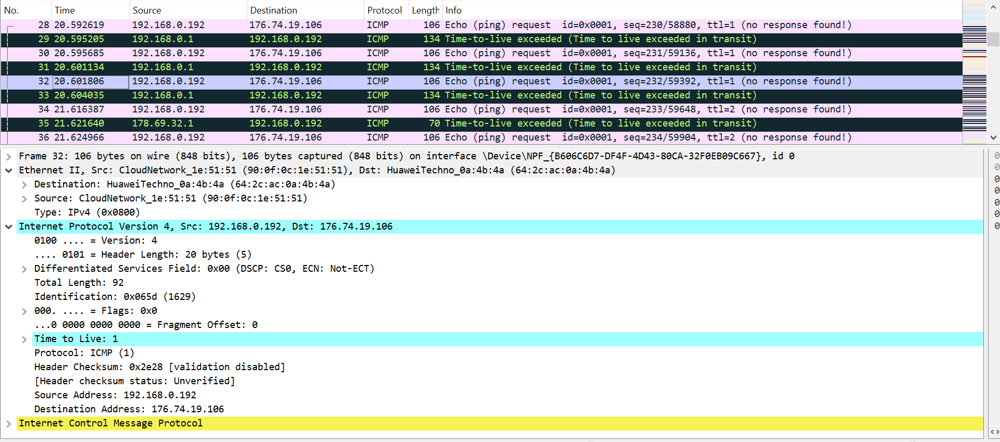 No. Time Source Destination Protocol Length Info
28 20.592619 192.168.0.192 176.74.19.106 ICMP 106 Echo (ping) request id=0x0001, seq=230/58880, ttl=1 (no response found!)
29 20.595205 192.168.0.1 192.168.0.192 ICMP 134 Time-to-live exceeded (Time to live exceeded in transit)
30 20.595685 192.168.0.192 176.74.19.106 ICMP 106 Echo (ping) request id=0x0001, seq=231/59136, ttl=1 (no response found!)
31 20.601134 192.168.0.1 192.168.0.192 ICMP 134 Time-to-live exceeded (Time to live exceeded in transit)
32 20.601806 192.168.0.192 176.74.19.106 ICMP 106 Echo (ping) request id=0x0001, seq=232/59392, ttl=1 (no response found!)
33 20.604035 192.168.0.1 192.168.0.192 ICMP 134 Time-to-live exceeded (Time to live exceeded in transit)
34 21.616387 192.168.0.192 176.74.19.106 ICMP 106 Echo (ping) request id=0x0001, seq=233/59648, ttl=2 (no response found!)
35 21.621640 178.69.32.1 192.168.0.192 ICMP 70 Time-to-live exceeded (Time to live exceeded in transit)
36 21.624966 192.168.0.192 176.74.19.106 ICMP 106 Echo (ping) request id=0x0001, seq=234/59904, ttl=2 (no response found!)
Frame 32: 106 bytes on wire (848 bits), 106 bytes captured (848 bits) on interface \Device\NPF_{B606C6D7-DF4F-4D43-80CA-32F0EB09C667}, id 0
Ethernet II, Src: CloudNetwork_1e:51:51 (90:0f:0c:1e:51:51), Dst: HuaweiTechno_0a:4b:4a (64:2c:ac:0a:4b:4a)
Destination: HuaweiTechno_0a:4b:4a (64:2c:ac:0a:4b:4a)
Source: CloudNetwork_1e:51:51 (90:0f:0c:1e:51:51)
Type: IPv4 (0x0800)
Internet Protocol Version 4, Src: 192.168.0.192, Dst: 176.74.19.106
0100 .... = Version: 4
.... 0101 = Header Length: 20 bytes (5)
Differentiated Services Field: 0x00 (DSCP: CS0, ECN: Not-ECT)
Total Length: 92
Identification: 0x065d (1629)
000. .... = Flags: 0x0
...0 0000 0000 0000 = Fragment Offset: 0
Time to Live: 1
Protocol: ICMP (1)
Header Checksum: 0x2e28 [validation disabled]
[Header checksum status: Unverified]
Source Address: 192.168.0.192
Destination Address: 176.74.19.106
Internet Control Message Protocol
0
0
0
0
0
0
0